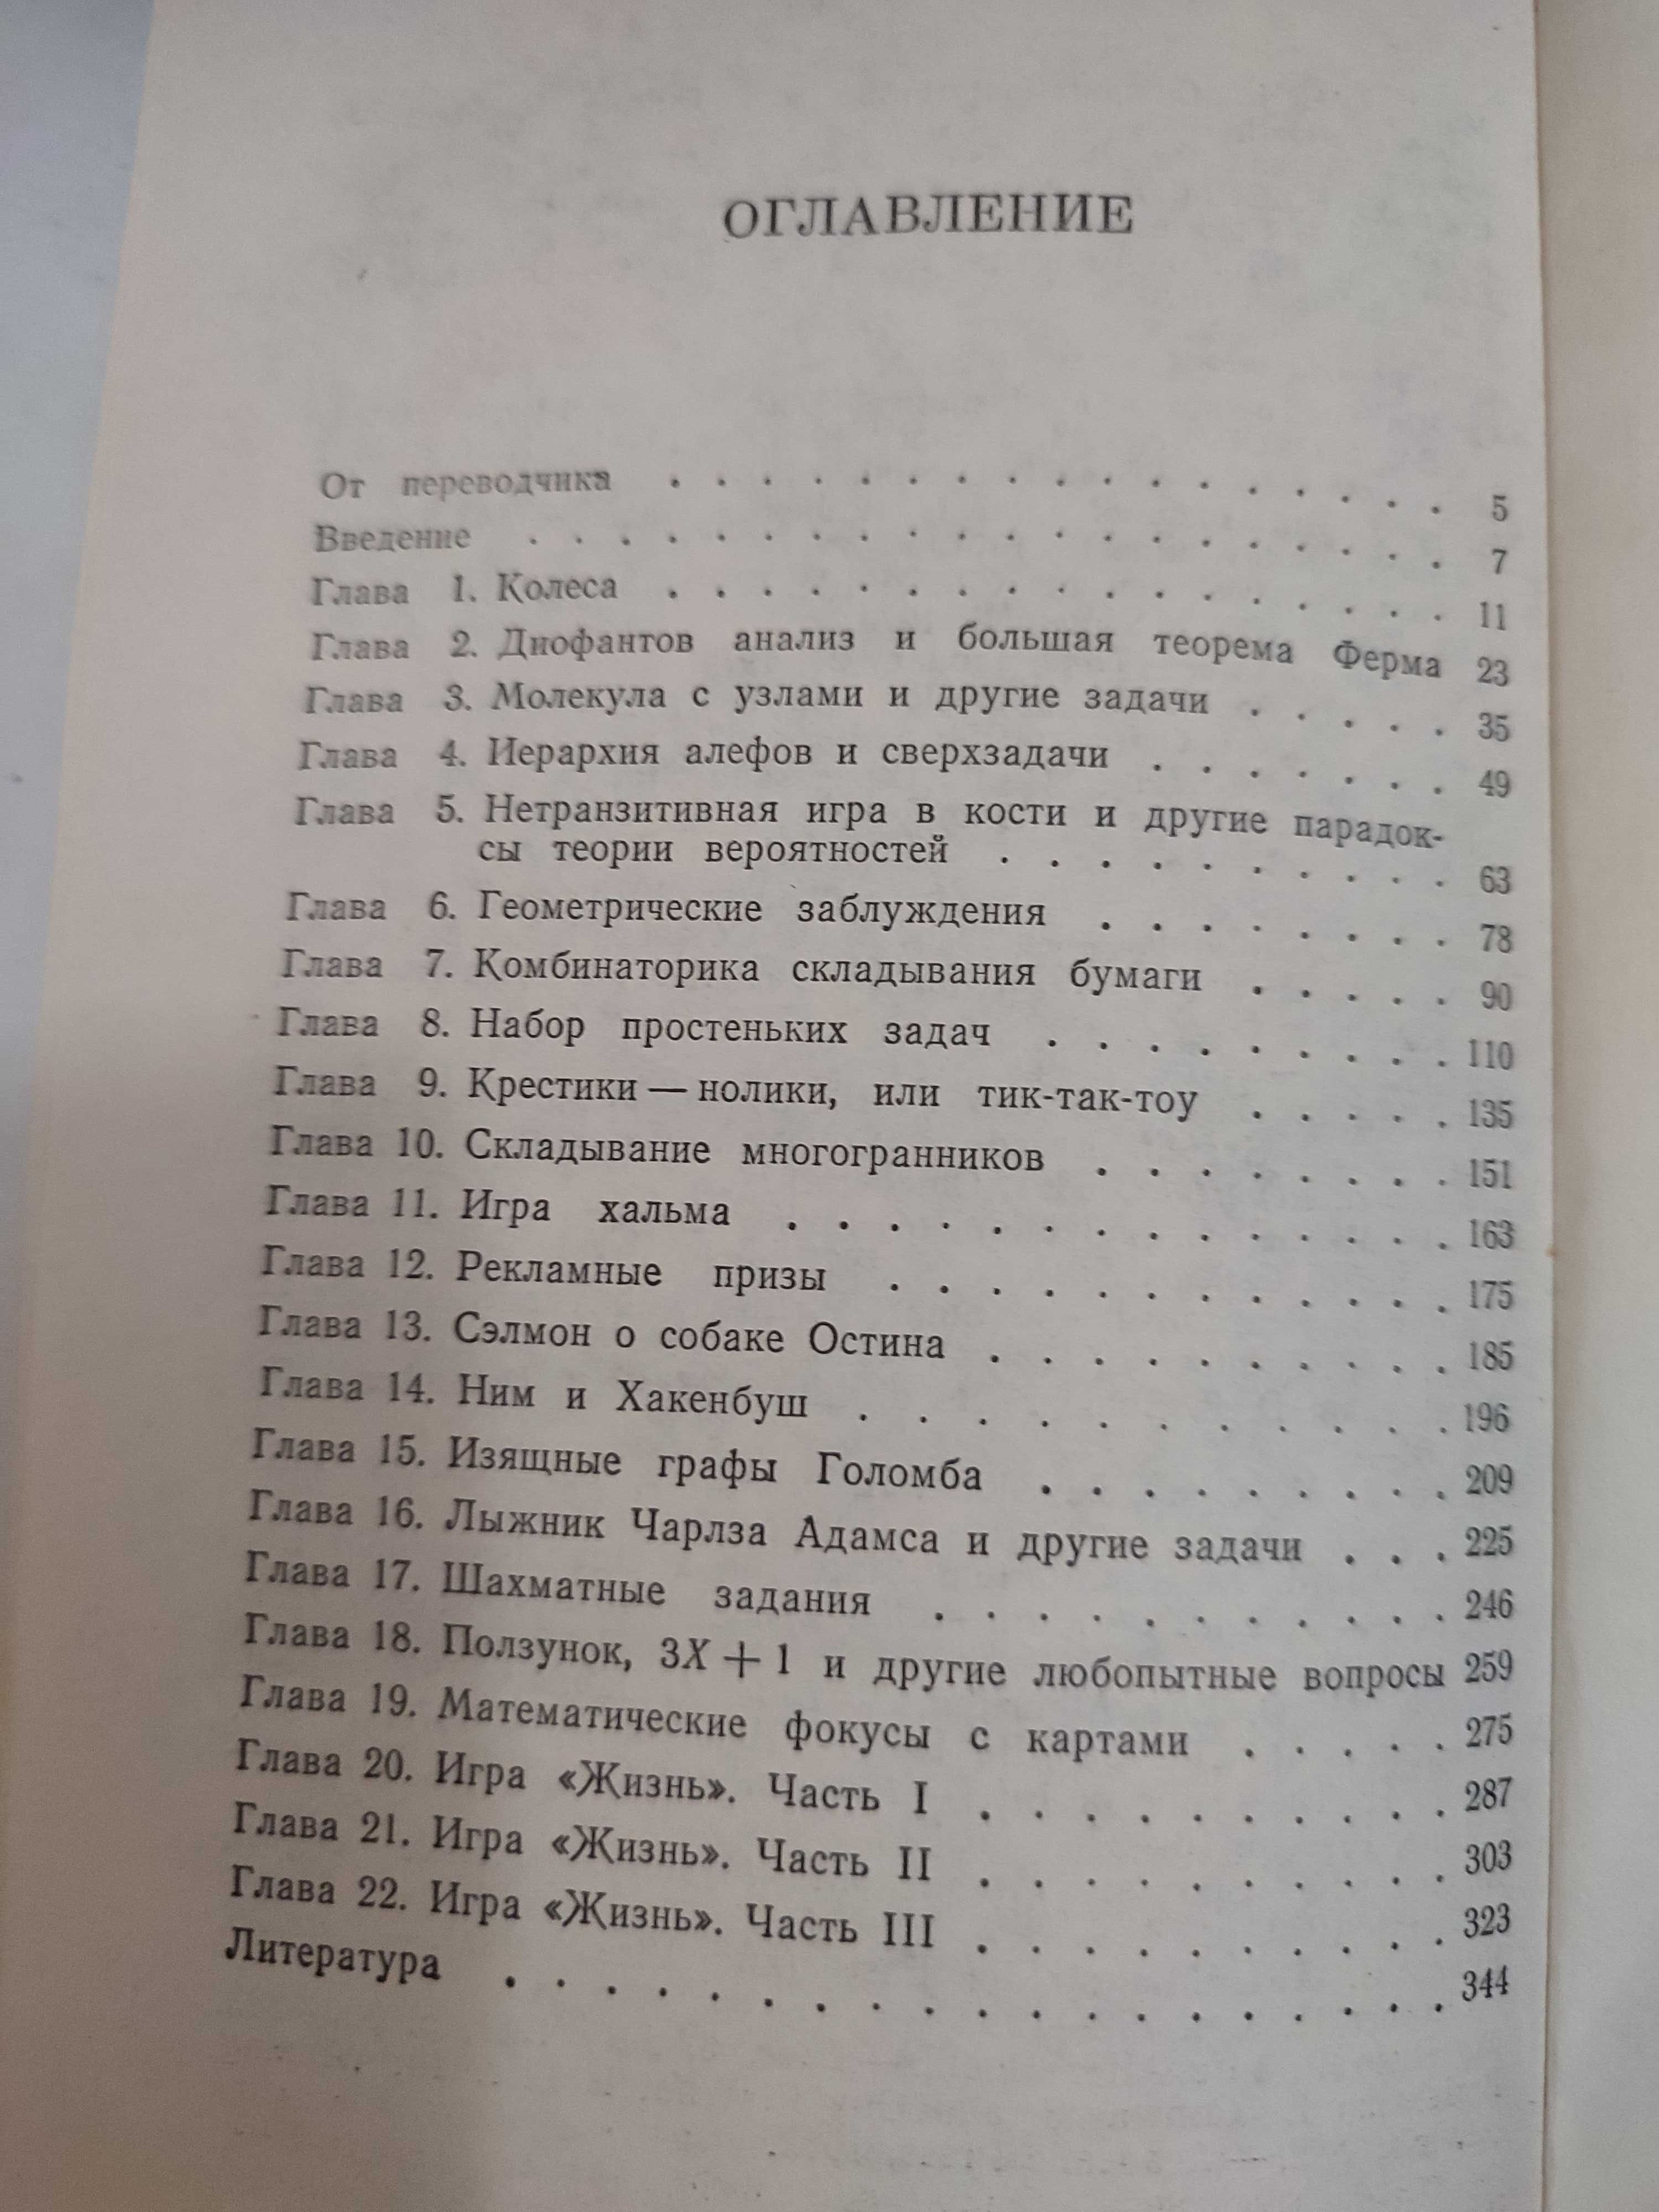 ОГЛАВЛЕНИЕ
От переводчика . . . . . . . . . . . . . . . . . 5
Введение . . . . . . . . . . . . . . . . . . . . 7
Глава 1. Колеса . . . . . . . . . . . . . . . . . 11
Глава 2. Диофантов анализ и большая теорема Ферма 23
Глава 3. Молекула с узлами и другие задачи . . . . . 35
Глава 4. Иерархия алефов и сверхзадачи . . . . . . . 49
Глава 5. Нетранзитивная игра в кости и другие парадок-
сы теории вероятностей . . . . . . . . . . 63
Глава 6. Геометрические заблуждения . . . . . . . . 78
Глава 7. Комбинаторика складывания бумаги . . . . . 90
Глава 8. Набор простеньких задач . . . . . . . . . 110
Глава 9. Крестики — нолики, или тик-так-тоу . . . . . 135
Глава 10. Складывание многогранников . . . . . . . . 151
Глава 11. Игра хальма . . . . . . . . . . . . . . 163
Глава 12. Рекламные призы . . . . . . . . . . . . 175
Глава 13. Сэлмон о собаке Остина . . . . . . . . . . 185
Глава 14. Ним и Хакенбуш . . . . . . . . . . . 196
Глава 15. Изящные графы Голомба . . . . . . . . . 209
Глава 16. Лыжник Чарлза Адамса и другие задачи . . . 225
Глава 17. Шахматные задания . . . . . . . . . . . 246
Глава 18. Ползунок, 3X + 1 и другие любопытные вопросы 259
Глава 19. Математические фокусы с картами . . . . . 275
Глава 20. Игра «Жизнь». Часть I . . . . . . . . . . 287
Глава 21. Игра «Жизнь». Часть II . . . . . . . . . . 303
Глава 22. Игра «Жизнь». Часть III . . . . . . . . . . 323
Литература . . . . . . . . . . . . . . . . . . . 344